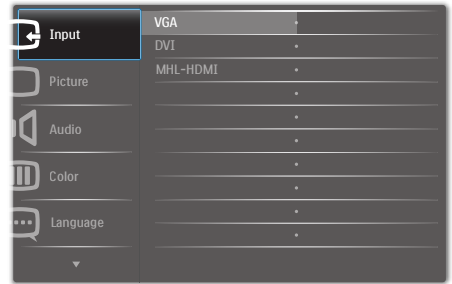 Input
Picture
Audio
Color
Language
VGA
DVI
MHL-HDMI